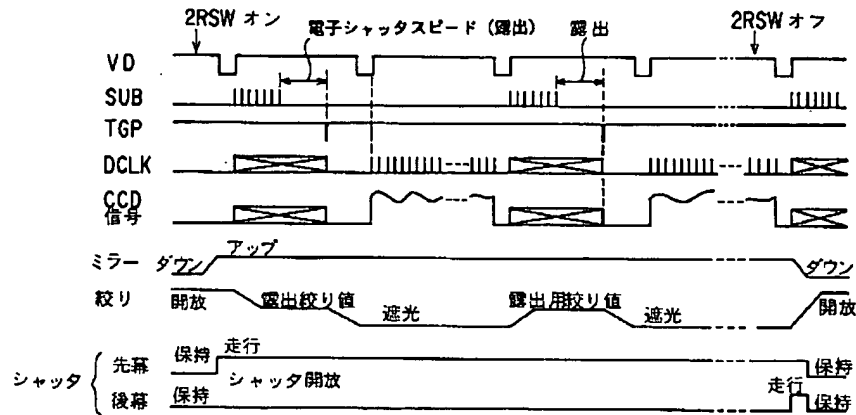 2RSW オン
電子シャッタスピード (露出)
露出
2RSW オフ
VD
SUB
TGP
DCLK
CCD
信号
ミラー ダウン アップ ダウン
絞り 開放 露出絞り値 遮光 露出用絞り値 遮光 開放
シャッタ
先幕 保持 走行 保持
シャッタ開放
後幕 保持 走行 保持